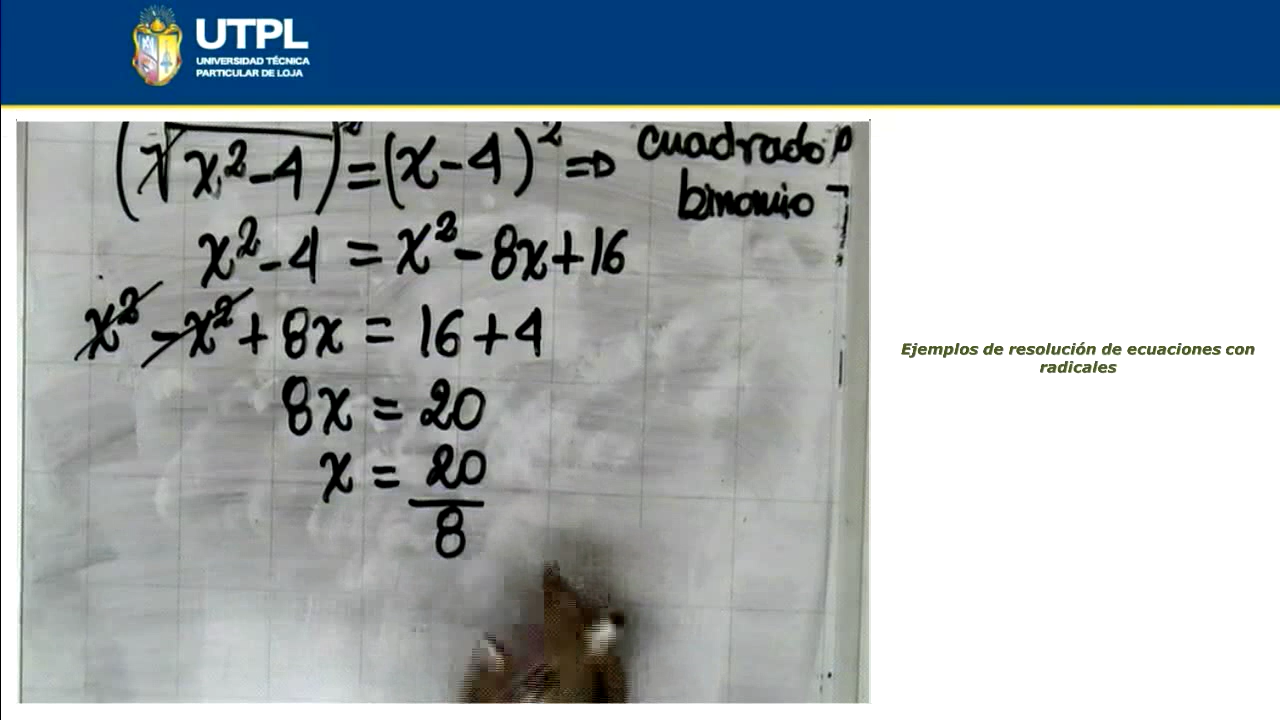 UTPL
UNIVERSIDAD TÉCNICA
PARTICULAR DE LOJA
(√x²-4)² = (x-4)² ⇒ cuadrado
binomio
x²-4 = x²-8x+16
x²-x²+8x = 16+4
8x = 20
x = 20
8
Ejemplos de resolución de ecuaciones con
radicales